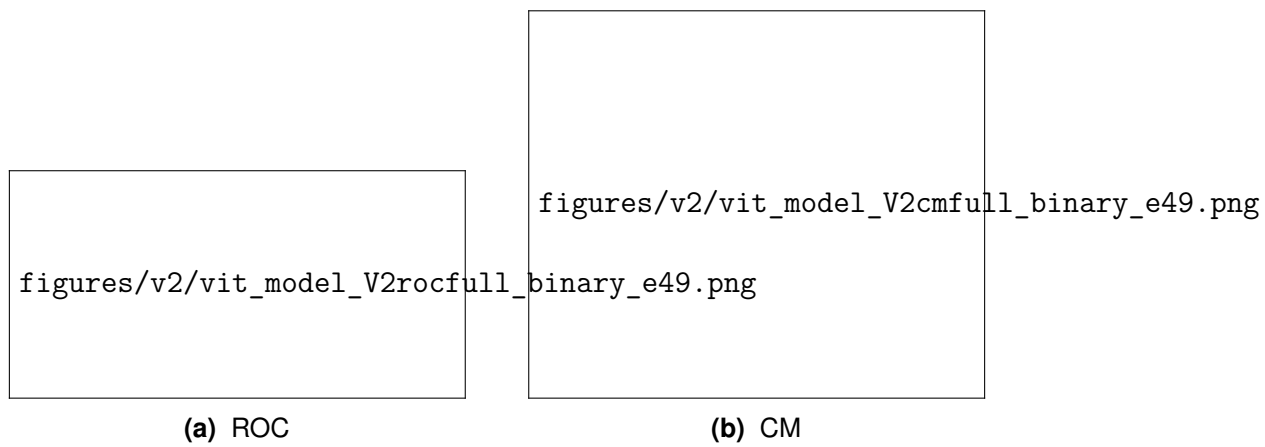 figures/v2/vit_model_V2rocfull_binary_e49.png
(a) ROC
figures/v2/vit_model_V2cmfull_binary_e49.png
(b) CM